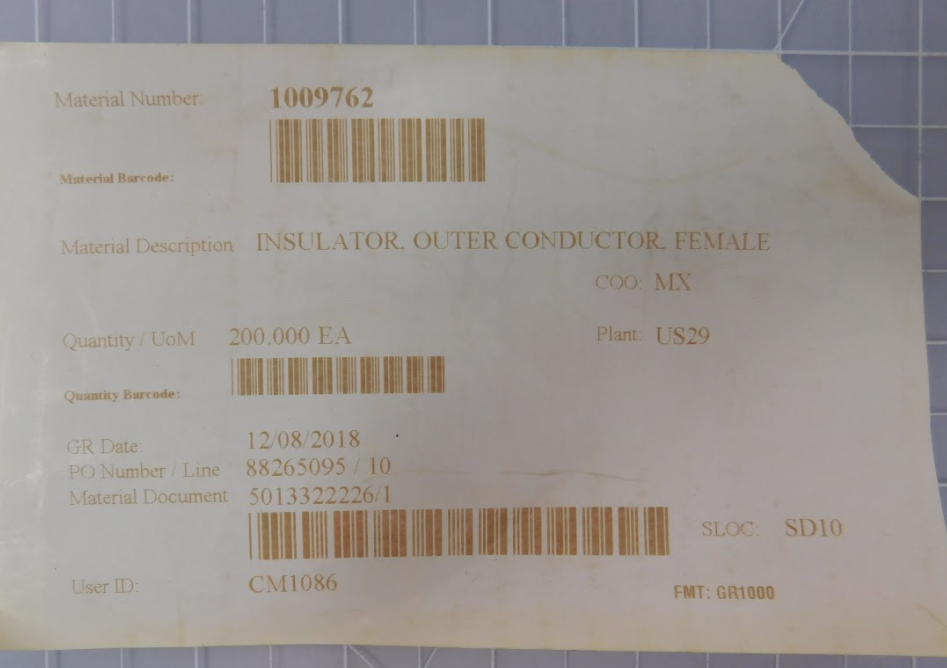 Material Number: 1009762
Material Barcode:
Material Description INSULATOR, OUTER CONDUCTOR, FEMALE
COO: MX
Quantity / UoM 200.000 EA Plant: US29
Quantity Barcode:
GR Date: 12/08/2018
PO Number / Line 88265095 / 10
Material Document 5013322226/1
SLOC: SD10
User ID: CM1086
FMT: GR1000